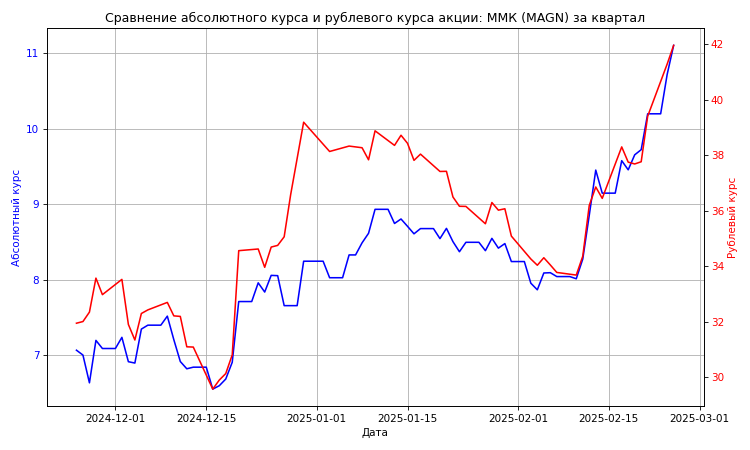 Сравнение абсолютного курса и рублевого курса акции: ММК (MAGN) за квартал
Абсолютный курс
11
10
9
8
7
42
40
38
36
34
32
30
Рублевый курс
2024-12-01 2024-12-15 2025-01-01 2025-01-15 2025-02-01 2025-02-15 2025-03-01
Дата